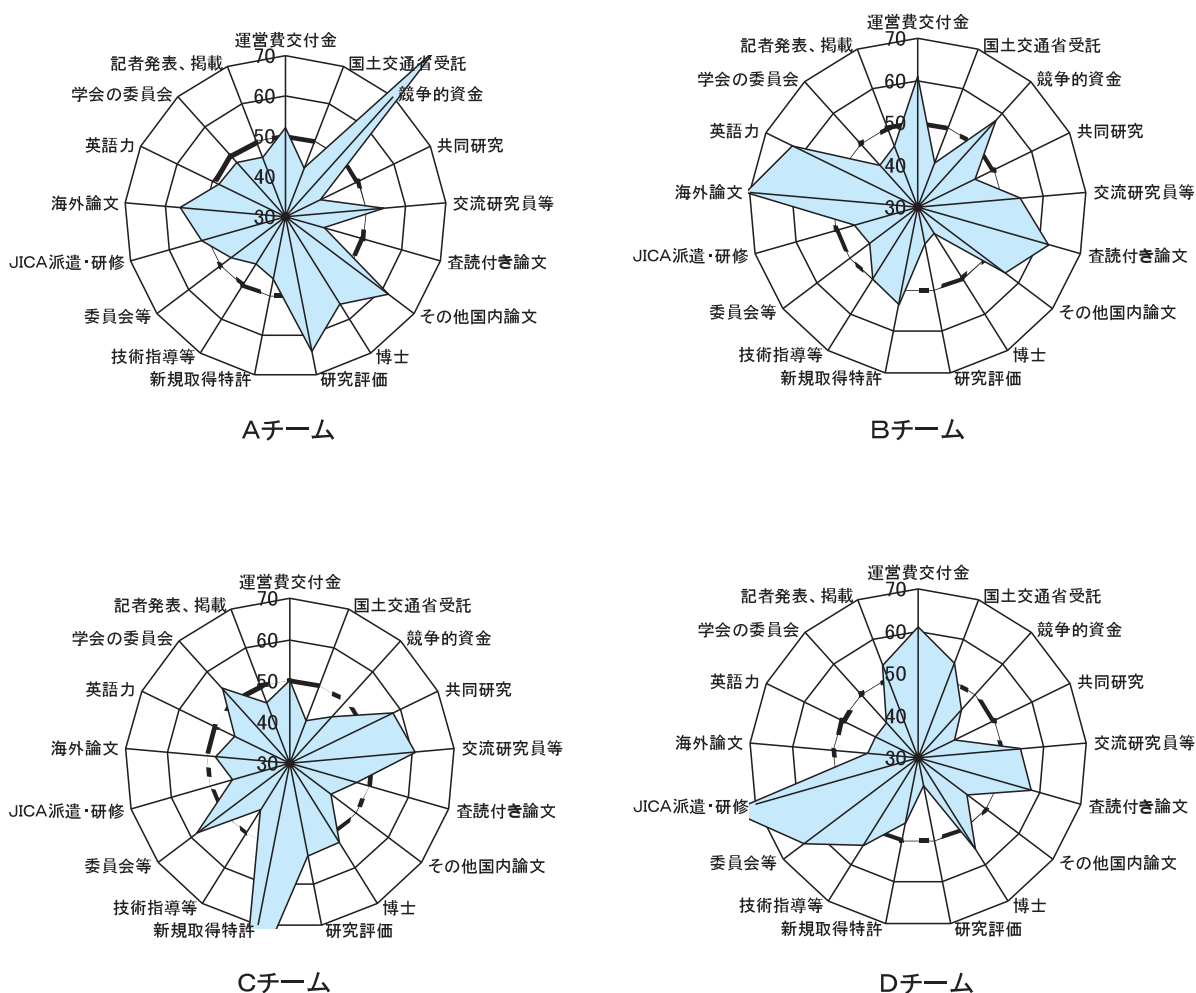 運営費交付金
国土交通省受託
競争的資金
共同研究
交流研究員等
査読付き論文
その他国内論文
博士
研究評価
新規取得特許
技術指導等
委員会等
JICA派遣・研修
海外論文
英語力
学会の委員会
記者発表、掲載
70
60
50
40
30
Aチーム
運営費交付金
国土交通省受託
競争的資金
共同研究
交流研究員等
査読付き論文
その他国内論文
博士
研究評価
新規取得特許
技術指導等
委員会等
JICA派遣・研修
海外論文
英語力
学会の委員会
記者発表、掲載
70
60
50
40
30
Bチーム
運営費交付金
国土交通省受託
競争的資金
共同研究
交流研究員等
査読付き論文
その他国内論文
博士
研究評価
新規取得特許
技術指導等
委員会等
JICA派遣・研修
海外論文
英語力
学会の委員会
記者発表、掲載
70
60
50
40
30
Cチーム
運営費交付金
国土交通省受託
競争的資金
共同研究
交流研究員等
査読付き論文
その他国内論文
博士
研究評価
新規取得特許
技術指導等
委員会等
JICA派遣・研修
海外論文
英語力
学会の委員会
記者発表、掲載
70
60
50
40
30
Dチーム